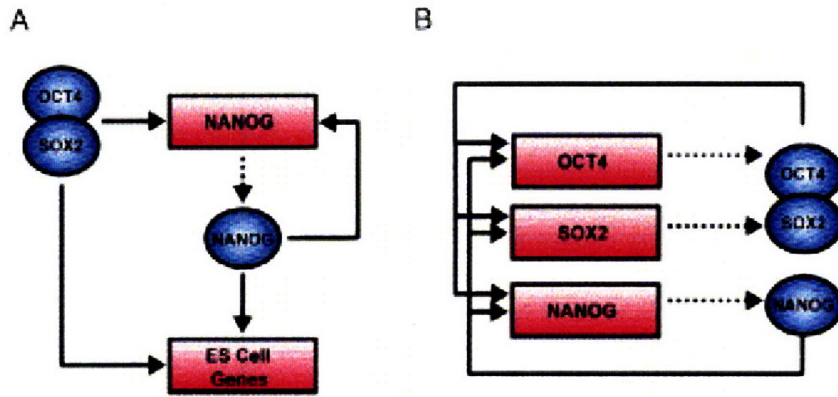 A
OCT4
SOX2
NANOG
NANOG
ES Cell
Genes
B
OCT4
SOX2
NANOG
OCT4
SOX2
NANOG